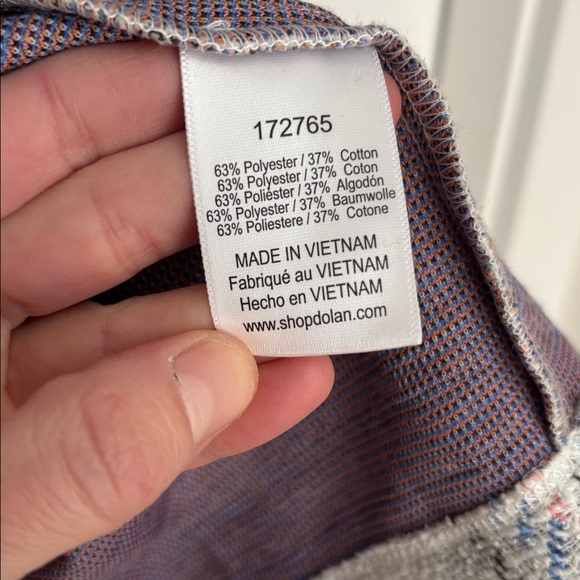 172765
63% Polyester / 37% Cotton
63% Polyester / 37% Coton
63% Poliéster / 37% Algodón
63% Polyester / 37% Baumwolle
63% Poliestere / 37% Cotone
MADE IN VIETNAM
Fabriqué au VIETNAM
Hecho en VIETNAM
www.shopdolan.com